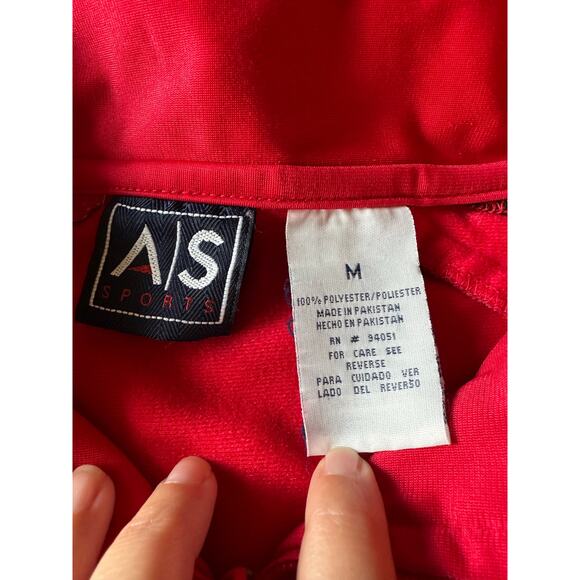 A|S
SPORTS
M
100% POLYESTER/POLIESTER
MADE IN PAKISTAN
HECHO EN PAKISTAN
RN # 94051
FOR CARE SEE
REVERSE
PARA CUIDADO VER
LADO DEL REVERSO